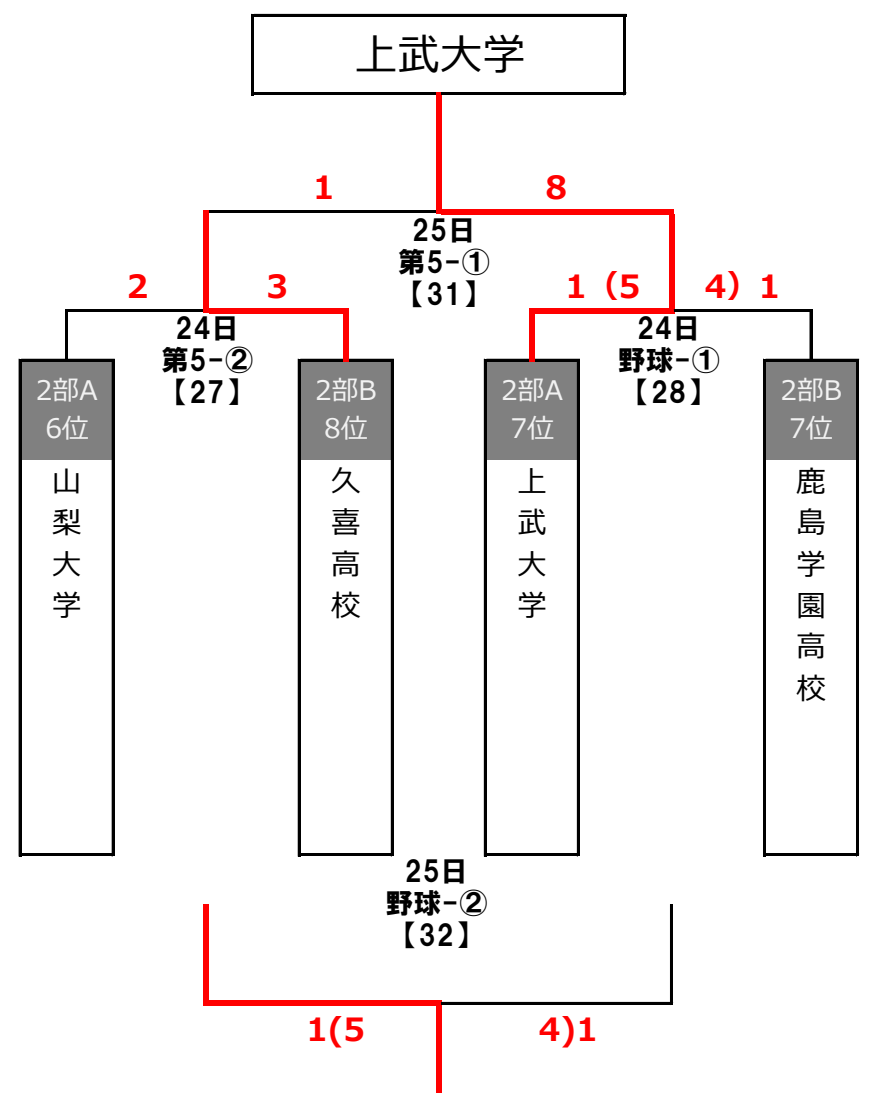 上武大学
1
8
25日
第5-①
【31】
2
3
1（5
4）1
24日
第5-②
【27】
24日
野球-①
【28】
2部A
6位
山梨大学
2部B
8位
久喜高校
2部A
7位
上武大学
2部B
7位
鹿島学園高校
25日
野球-②
【32】
1(5
4)1